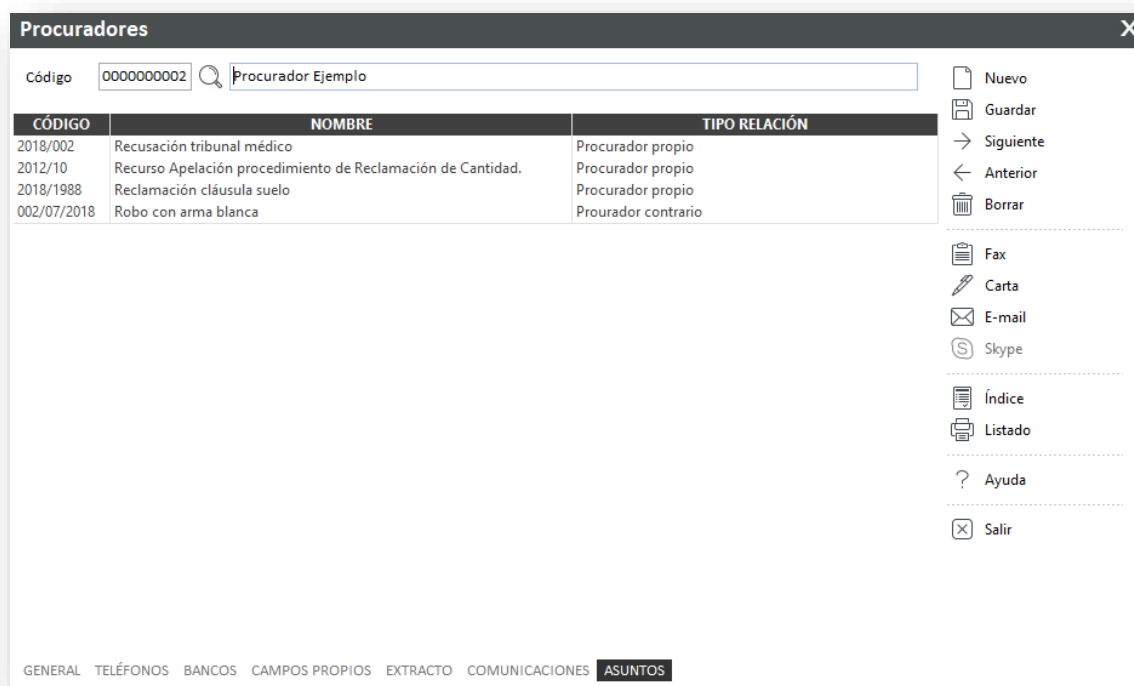 Procuradores X
Código 0000000002 Procurador Ejemplo
CÓDIGO NOMBRE TIPO RELACIÓN
2018/002 Recusación tribunal médico Procurador propio
2012/10 Recurso Apelación procedimiento de Reclamación de Cantidad. Procurador propio
2018/1988 Reclamación cláusula suelo Procurador propio
002/07/2018 Robo con arma blanca Prourador contrario
Nuevo
Guardar
Siguiente
Anterior
Borrar
Fax
Carta
E-mail
Skype
Índice
Listado
Ayuda
Salir
GENERAL TELÉFONOS BANCOS CAMPOS PROPIOS EXTRACTO COMUNICACIONES ASUNTOS